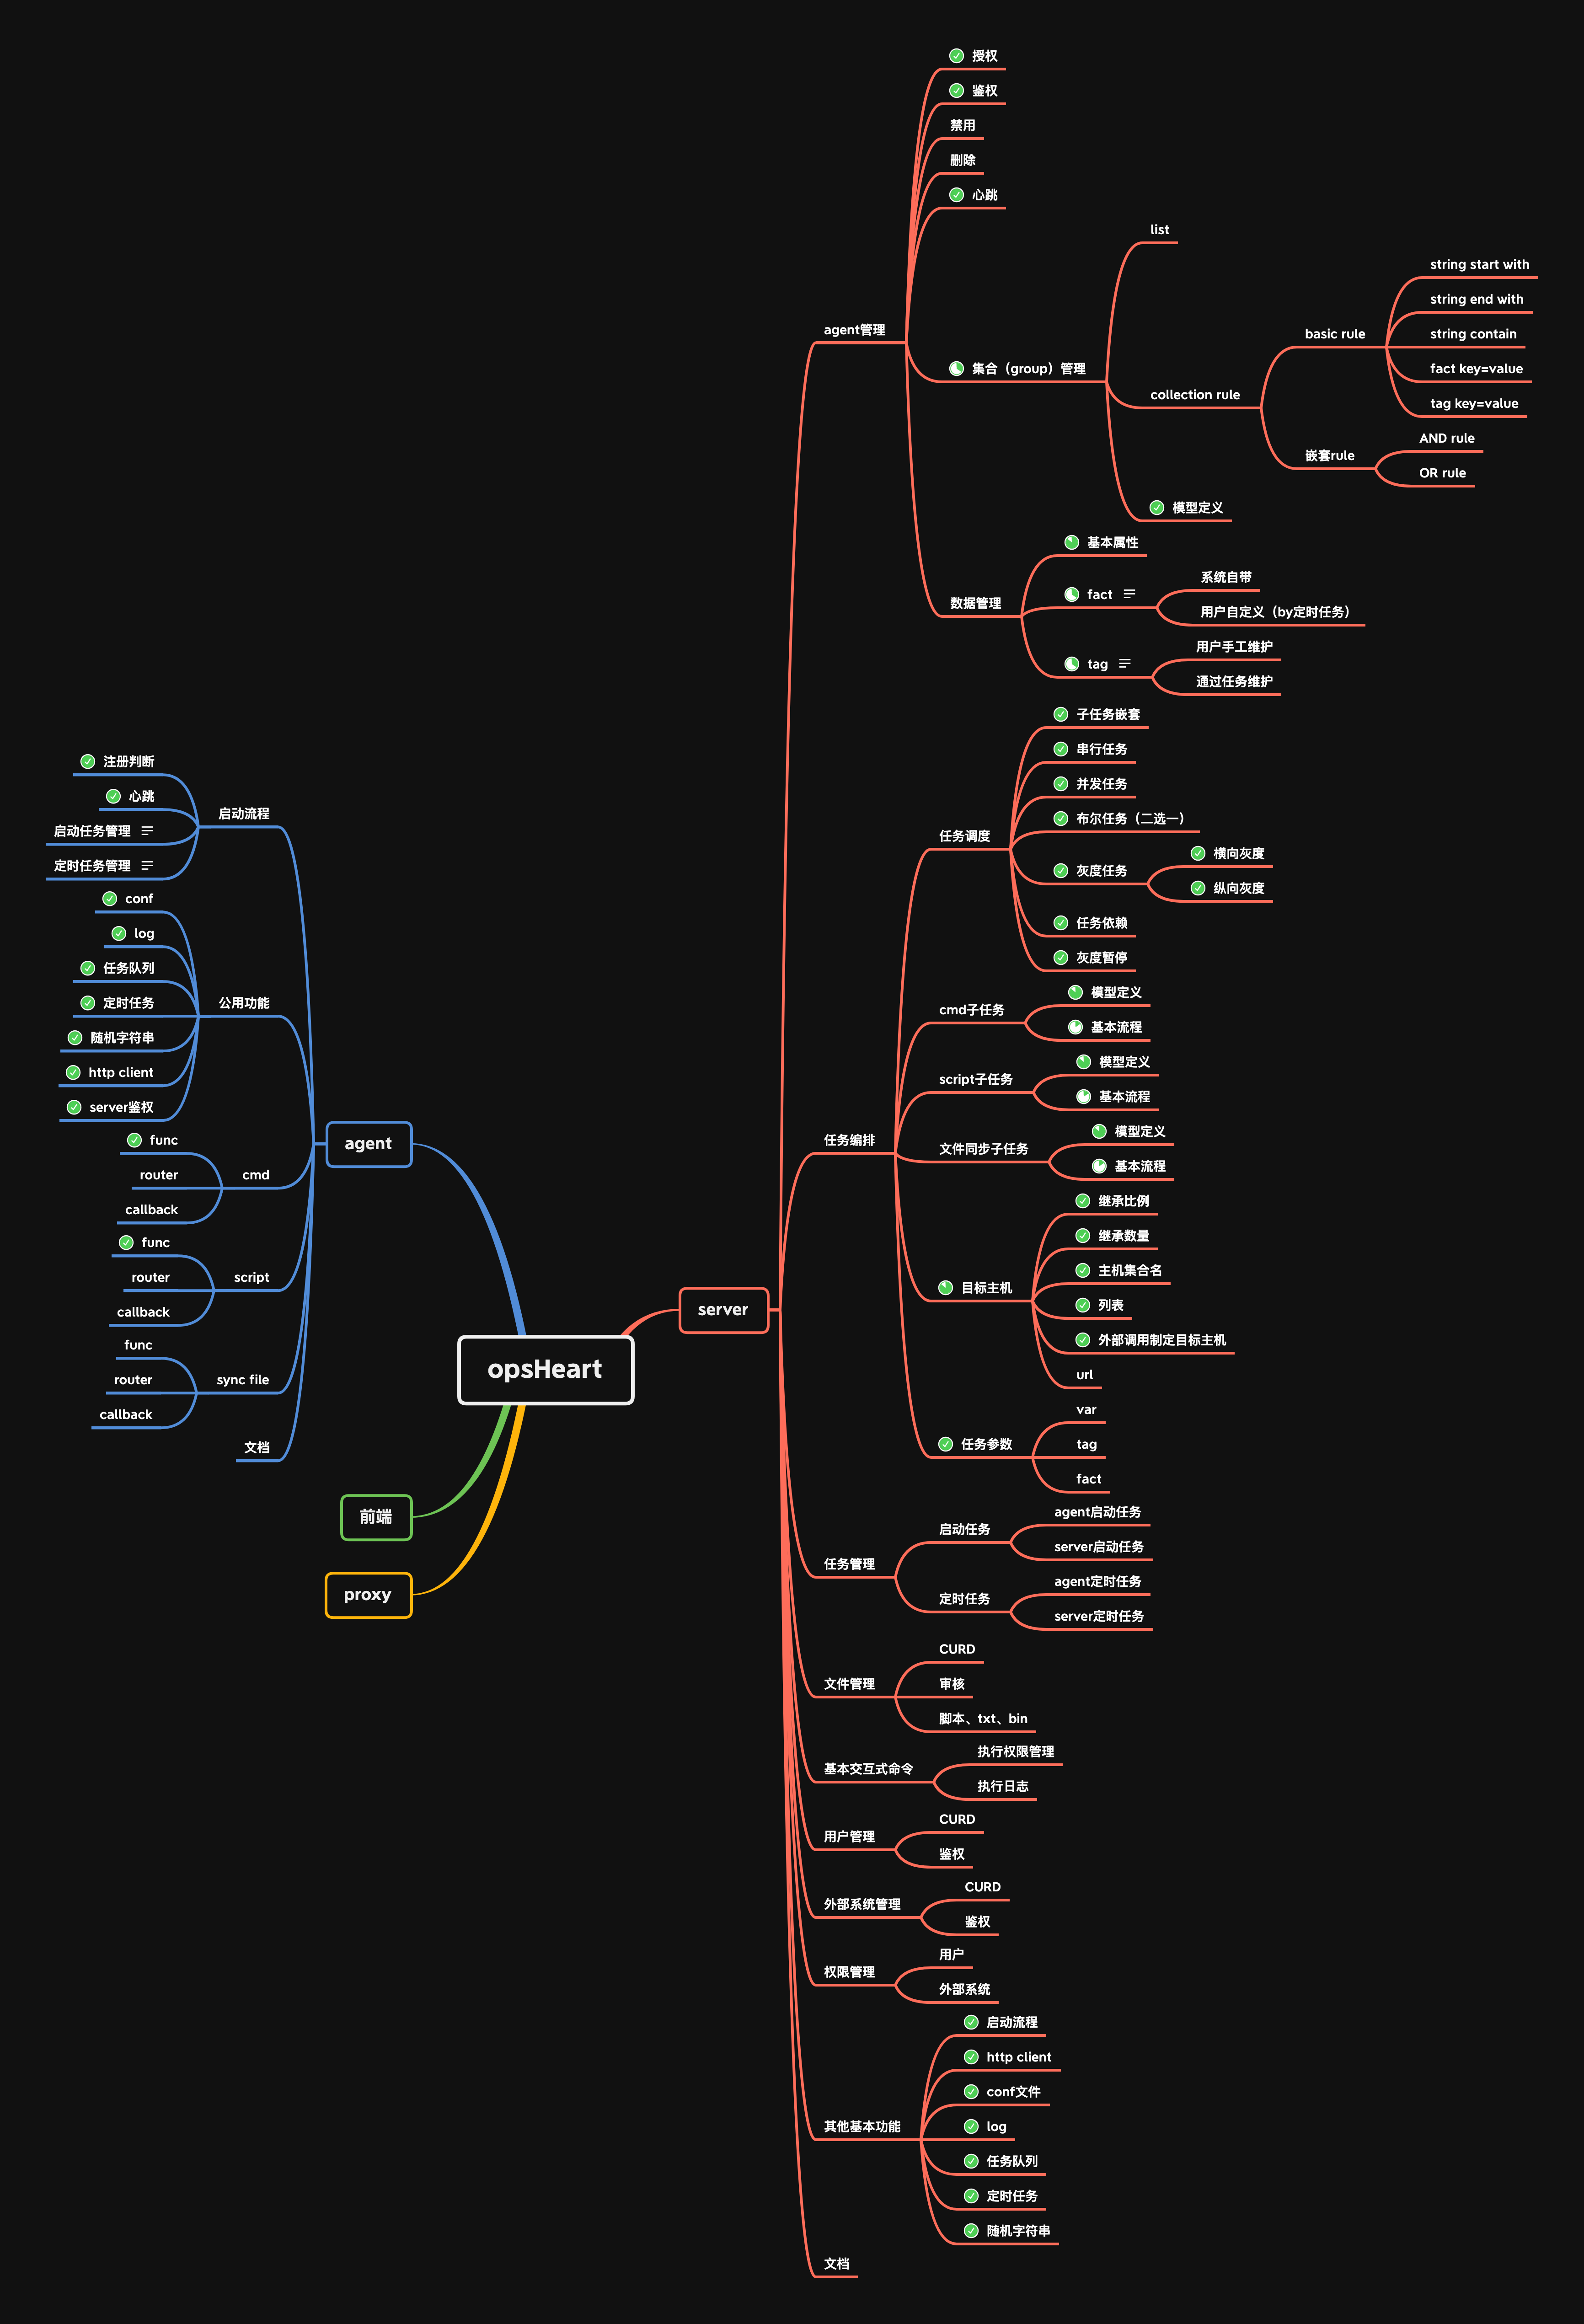 opsHeart
agent
启动流程
注册判断
心跳
启动任务管理
定时任务管理
公用功能
conf
log
任务队列
定时任务
随机字符串
http client
server鉴权
cmd
func
router
callback
script
func
router
callback
sync file
func
router
callback
文档
前端
proxy
server
agent管理
授权
鉴权
禁用
删除
心跳
集合（group）管理
list
collection rule
basic rule
string start with
string end with
string contain
fact key=value
tag key=value
嵌套rule
AND rule
OR rule
模型定义
数据管理
基本属性
fact
系统自带
用户自定义（by定时任务）
tag
用户手工维护
通过任务维护
任务编排
任务调度
子任务嵌套
串行任务
并发任务
布尔任务（二选一）
灰度任务
横向灰度
纵向灰度
任务依赖
灰度暂停
cmd子任务
模型定义
基本流程
script子任务
模型定义
基本流程
文件同步子任务
模型定义
基本流程
目标主机
继承比例
继承数量
主机集合名
列表
外部调用制定目标主机
url
任务参数
var
tag
fact
任务管理
启动任务
agent启动任务
server启动任务
定时任务
agent定时任务
server定时任务
文件管理
CURD
审核
脚本、txt、bin
基本交互式命令
执行权限管理
执行日志
用户管理
CURD
鉴权
外部系统管理
CURD
鉴权
权限管理
用户
外部系统
其他基本功能
启动流程
http client
conf文件
log
任务队列
定时任务
随机字符串
文档